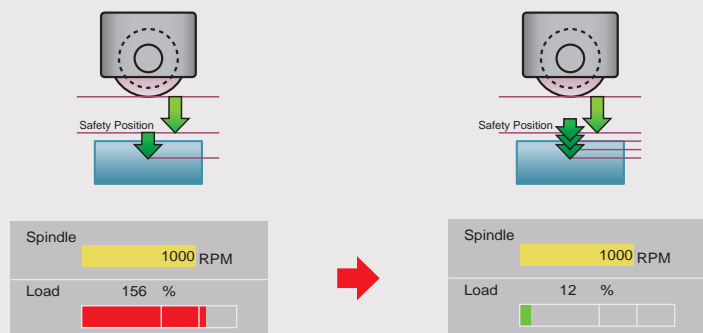 Safety Position
Safety Position
Spindle
1000 RPM
Load 156 %
Spindle
1000 RPM
Load 12 %